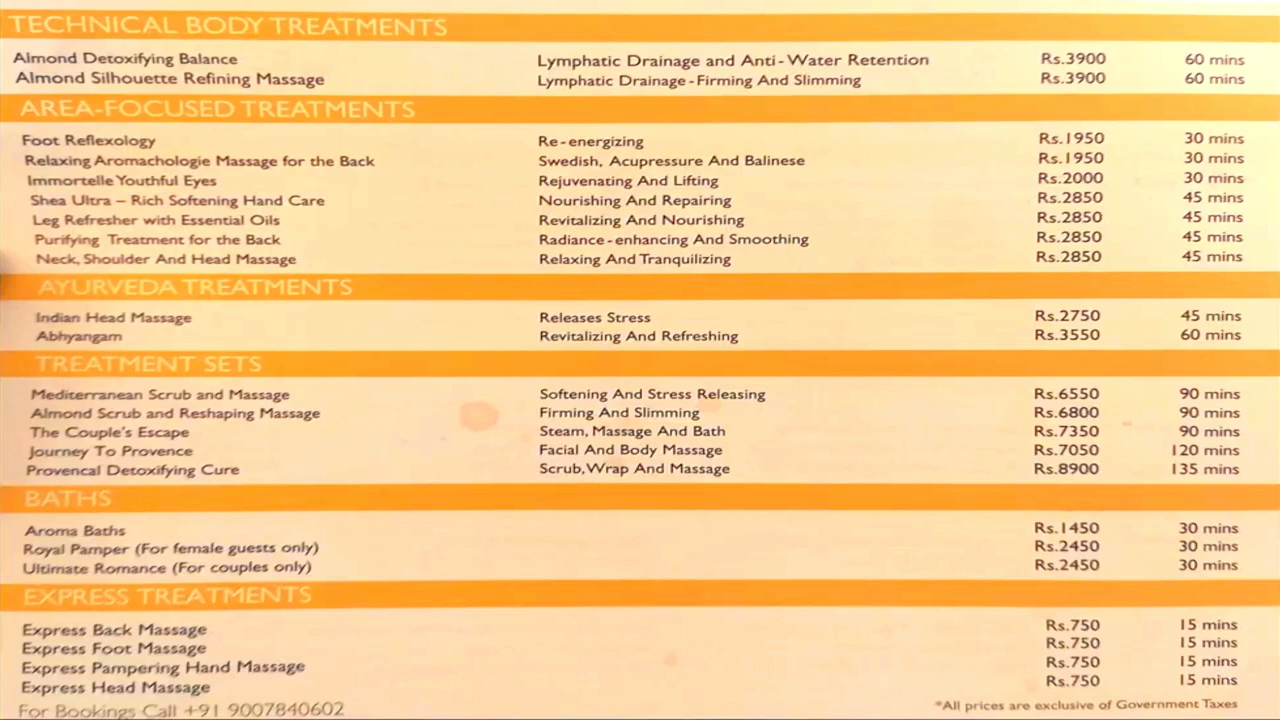 TECHNICAL BODY TREATMENTS
Almond Detoxifying Balance Lymphatic Drainage and Anti-Water Retention Rs.3900 60 mins
Almond Silhouette Refining Massage Lymphatic Drainage-Firming And Slimming Rs.3900 60 mins
AREA-FOCUSED TREATMENTS
Foot Reflexology Re-energizing Rs.1950 30 mins
Relaxing Aromachologie Massage for the Back Swedish, Acupressure And Balinese Rs.1950 30 mins
Immortelle Youthful Eyes Rejuvenating And Lifting Rs.2000 30 mins
Shea Ultra – Rich Softening Hand Care Nourishing And Repairing Rs.2850 45 mins
Leg Refresher with Essential Oils Revitalizing And Nourishing Rs.2850 45 mins
Purifying Treatment for the Back Radiance-enhancing And Smoothing Rs.2850 45 mins
Neck, Shoulder And Head Massage Relaxing And Tranquilizing Rs.2850 45 mins
AYURVEDA TREATMENTS
Indian Head Massage Releases Stress Rs.2750 45 mins
Abhyangam Revitalizing And Refreshing Rs.3550 60 mins
TREATMENT SETS
Mediterranean Scrub and Massage Softening And Stress Releasing Rs.6550 90 mins
Almond Scrub and Reshaping Massage Firming And Slimming Rs.6800 90 mins
The Couple's Escape Steam, Massage And Bath Rs.7350 90 mins
Journey To Provence Facial And Body Massage Rs.7050 120 mins
Provencal Detoxifying Cure Scrub, Wrap And Massage Rs.8900 135 mins
BATHS
Aroma Baths Rs.1450 30 mins
Royal Pamper (For female guests only) Rs.2450 30 mins
Ultimate Romance (For couples only) Rs.2450 30 mins
EXPRESS TREATMENTS
Express Back Massage Rs.750 15 mins
Express Foot Massage Rs.750 15 mins
Express Pampering Hand Massage Rs.750 15 mins
Express Head Massage Rs.750 15 mins
For Bookings Call +91 9007840602 *All prices are exclusive of Government Taxes